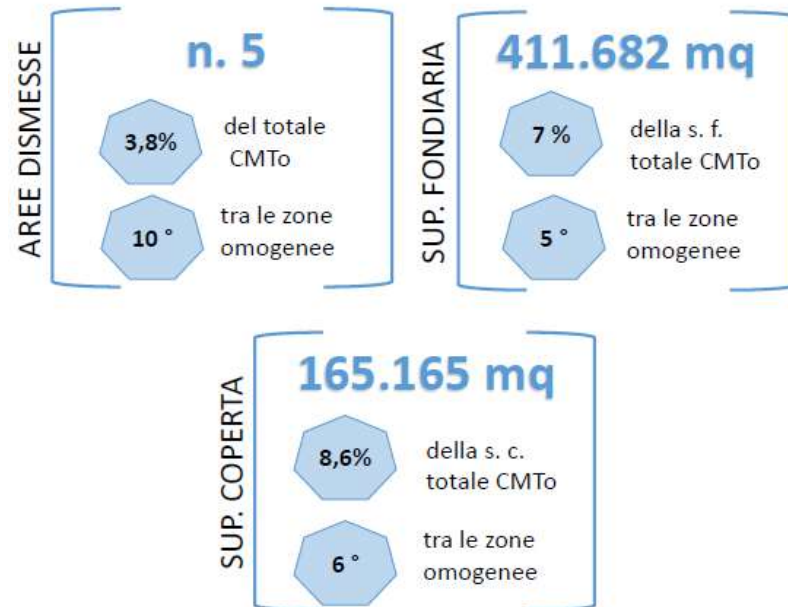 AREE DISMESSE
n. 5
3,8%
del totale
CMTo
10 °
tra le zone
omogenee
SUP. FONDIARIA
411.682 mq
7 %
della s. f.
totale CMTo
5 °
tra le zone
omogenee
SUP. COPERTA
165.165 mq
8,6%
della s. c.
totale CMTo
6 °
tra le zone
omogenee